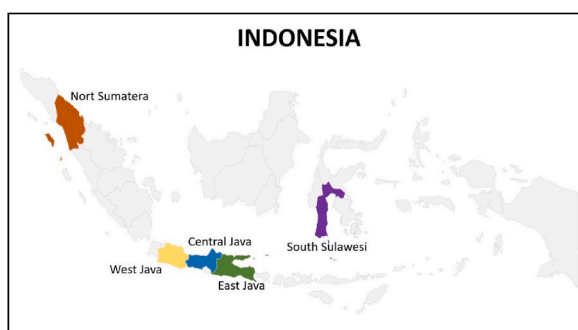 INDONESIA
Nort Sumatera
Central Java
South Sulawesi
West Java
East Java